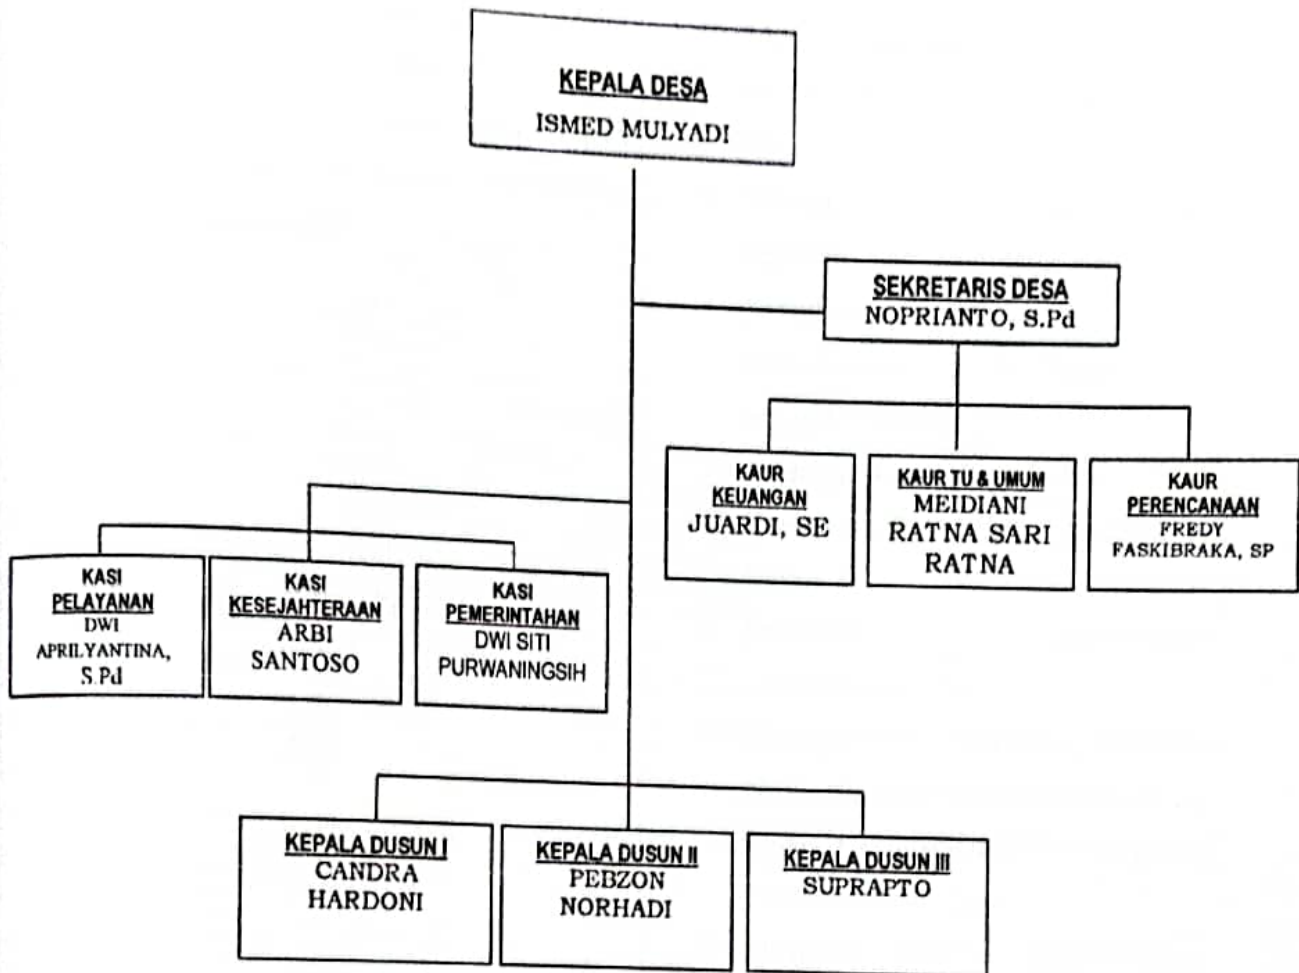 KEPALA DESA
ISMED MULYADI
SEKRETARIS DESA
NOPRIANTO, S.Pd
KAUR
KEUANGAN
JUARDI, SE
KAUR TU & UMUM
MEIDIANI
RATNA SARI
RATNA
KAUR
PERENCANAAN
FREDY
FASKIBRAKA, SP
KASI
PELAYANAN
DWI
APRILYANTINA,
S.Pd
KASI
KESEJAHTERAAN
ARBI
SANTOSO
KASI
PEMERINTAHAN
DWI SITI
PURWANINGSIH
KEPALA DUSUN I
CANDRA
HARDONI
KEPALA DUSUN II
PEBZON
NORHADI
KEPALA DUSUN III
SUPRAPTO